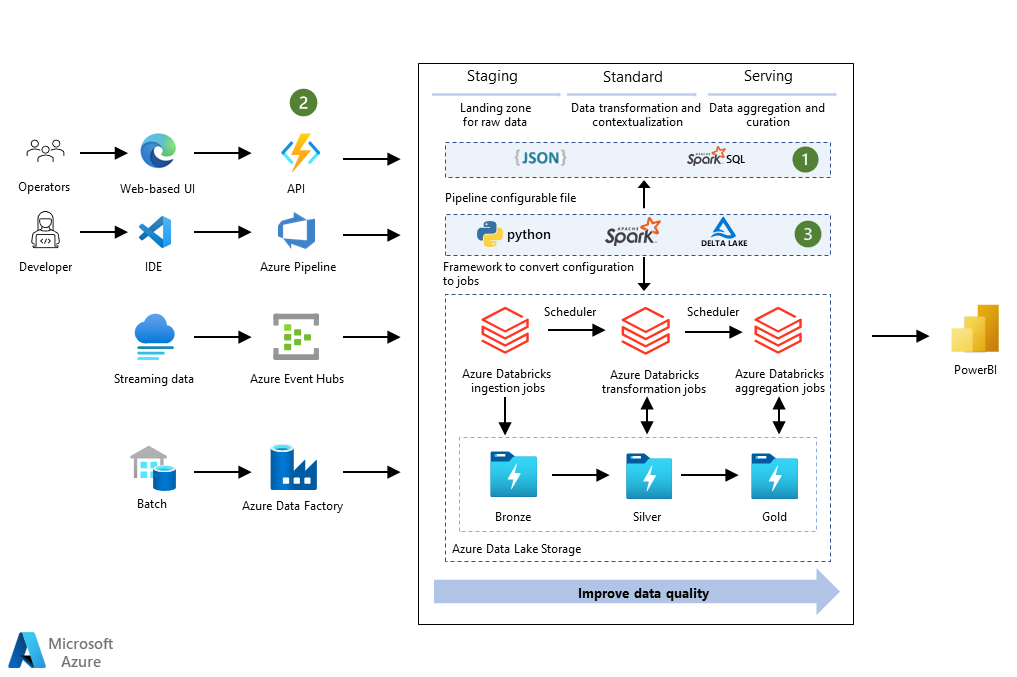 Staging
Standard
Serving
Landing zone
for raw data
Data transformation and
contextualization
Data aggregation and
curation
2
{JSON}
APACHE
Spark SQL
1
Operators
Web-based UI
API
Pipeline configurable file
python
APACHE
Spark™
DELTA LAKE
3
Developer
IDE
Azure Pipeline
Framework to convert configuration
to jobs
Scheduler
Scheduler
Streaming data
Azure Event Hubs
Azure Databricks
ingestion jobs
Azure Databricks
transformation jobs
Azure Databricks
aggregation jobs
PowerBI
Batch
Azure Data Factory
Bronze
Silver
Gold
Azure Data Lake Storage
Improve data quality
Microsoft
Azure